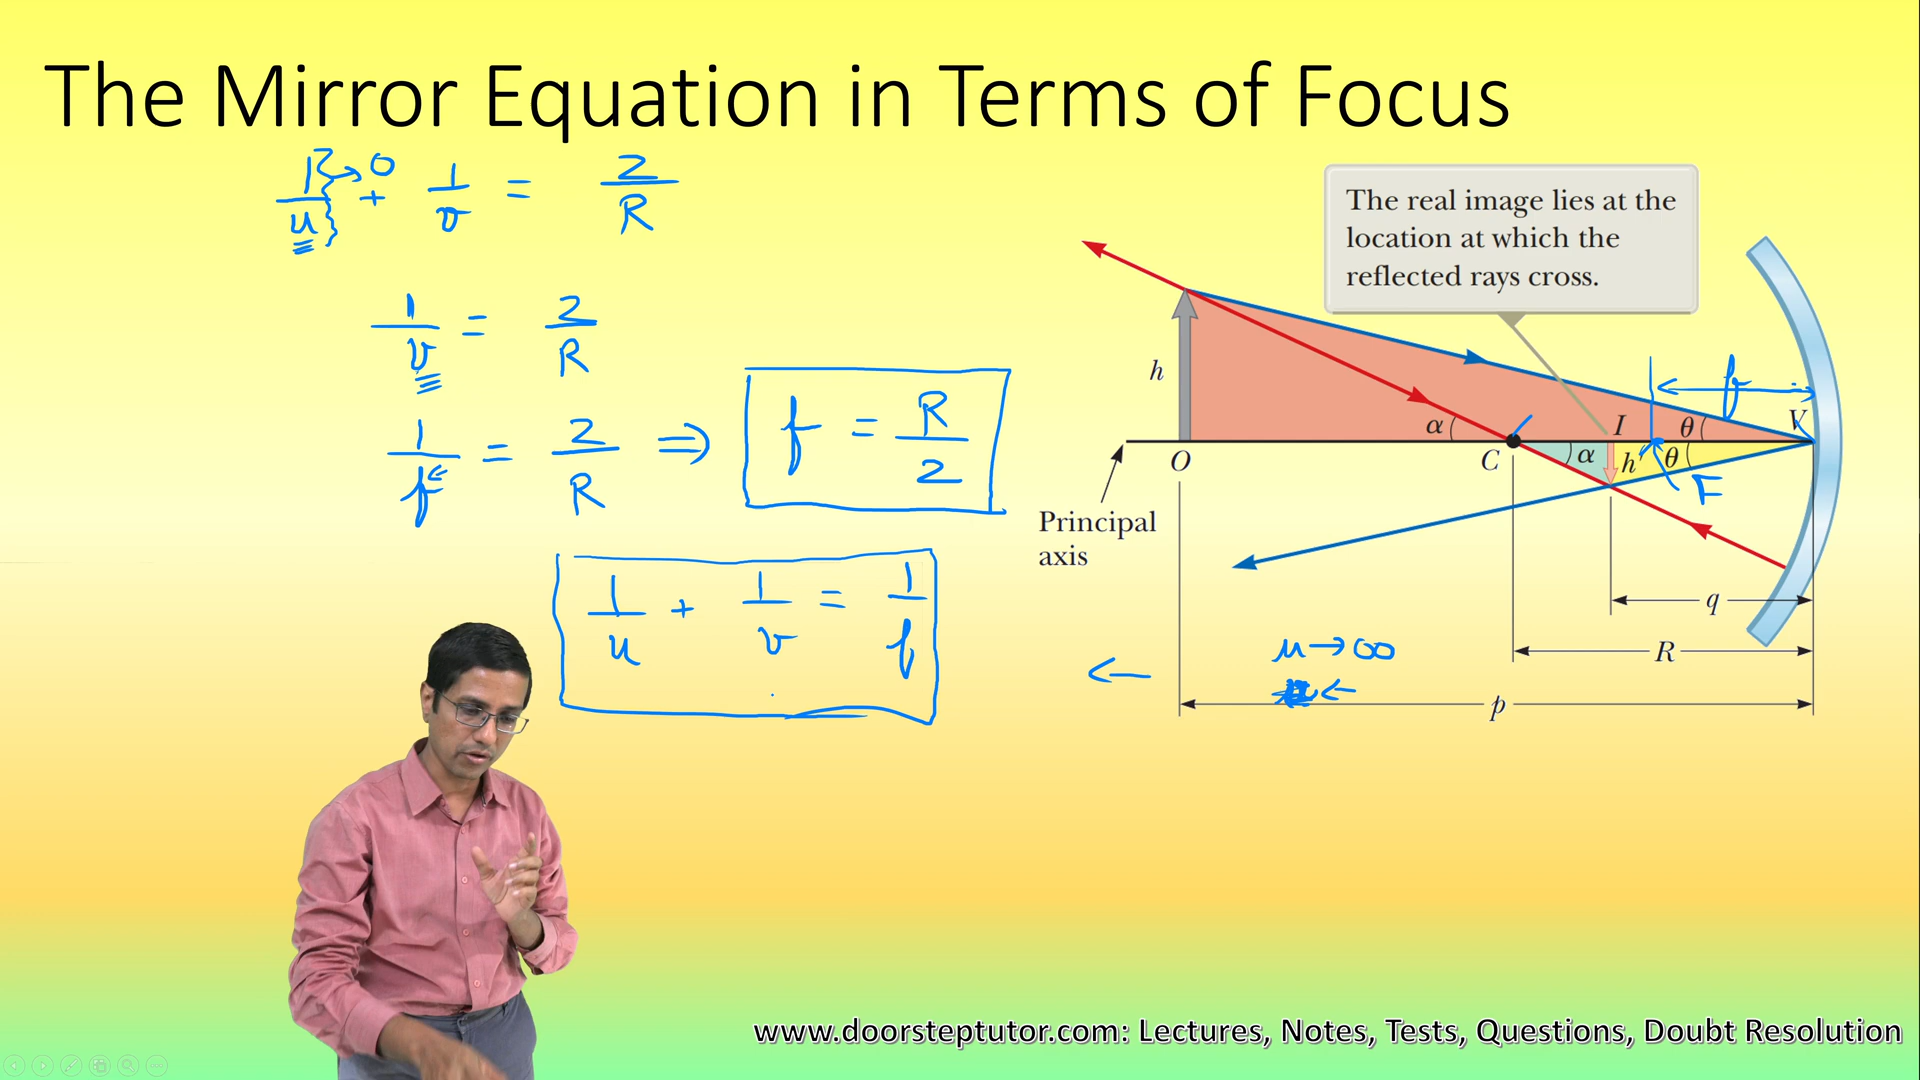 The Mirror Equation in Terms of Focus
1/u → 0 + 1/v = 2/R
1/v = 2/R
1/f = 2/R ⇒ f = R/2
1/u + 1/v = 1/f
The real image lies at the
location at which the
reflected rays cross.
h
f
α
I
θ
V
O
C
α
h′
θ
F
Principal
axis
q
u → ∞
R
←
←
p
www.doorsteptutor.com: Lectures, Notes, Tests, Questions, Doubt Resolution